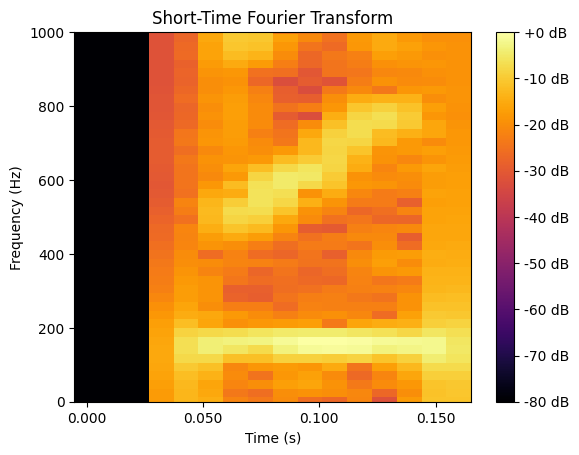 Short-Time Fourier Transform
1000
800
600
400
200
0
Frequency (Hz)
0.000
0.050
0.100
0.150
Time (s)
+0 dB
-10 dB
-20 dB
-30 dB
-40 dB
-50 dB
-60 dB
-70 dB
-80 dB